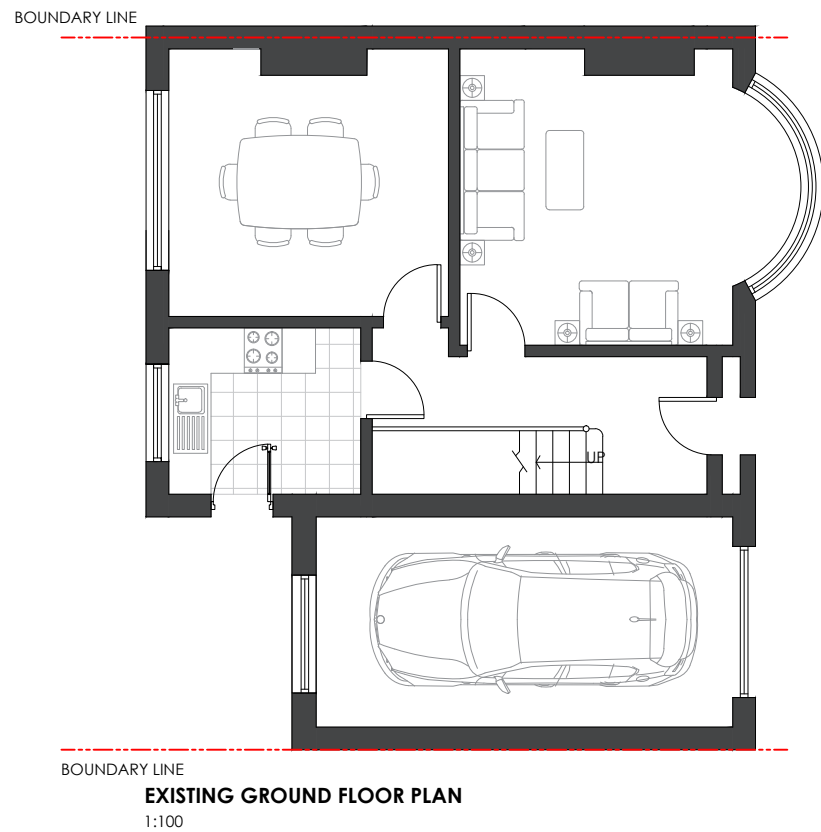 BOUNDARY LINE
UP
BOUNDARY LINE
EXISTING GROUND FLOOR PLAN
1:100